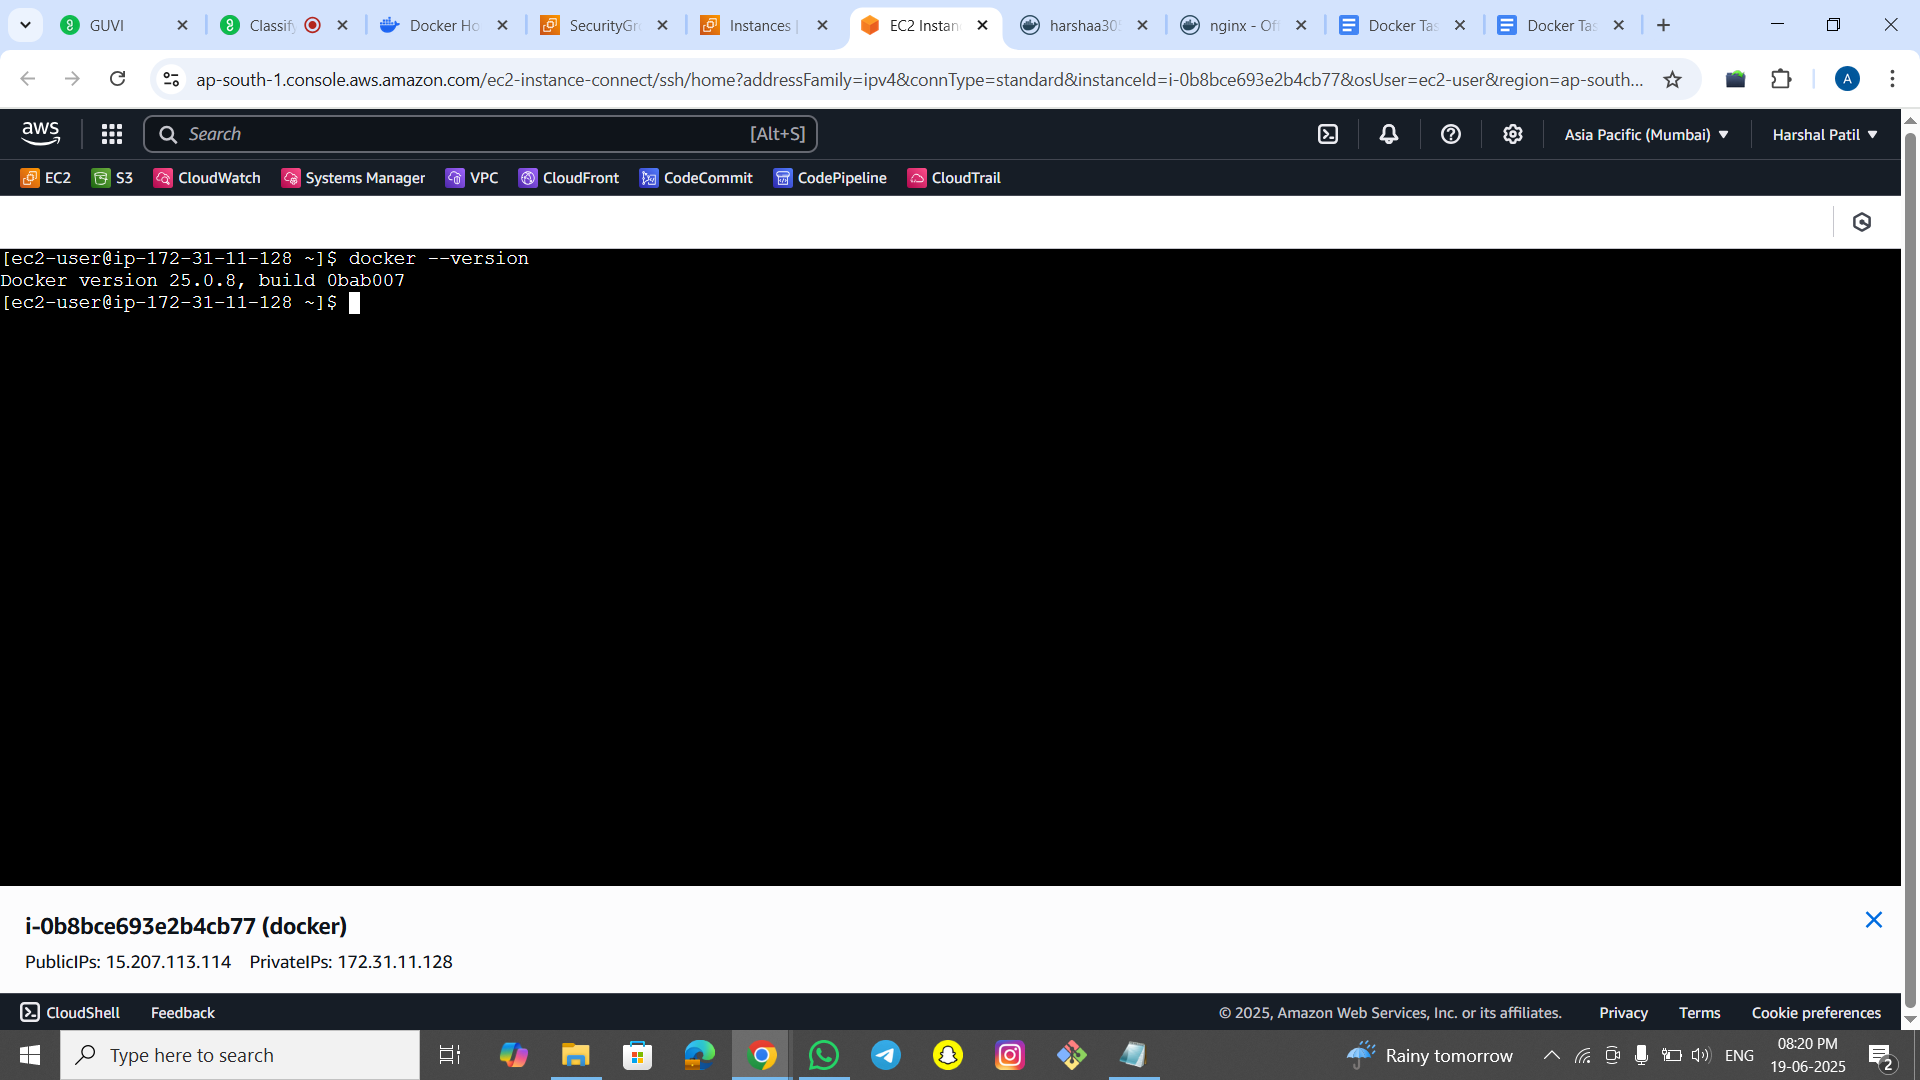 GUVI
Classify
Docker Ho
SecurityGr
Instances |
EC2 Instan
harshaa305
nginx - Off
Docker Tas
Docker Tas
ap-south-1.console.aws.amazon.com/ec2-instance-connect/ssh/home?addressFamily=ipv4&connType=standard&instanceId=i-0b8bce693e2b4cb77&osUser=ec2-user&region=ap-south...
A
aws
Search
[Alt+S]
Asia Pacific (Mumbai)
Harshal Patil
EC2
S3
CloudWatch
Systems Manager
VPC
CloudFront
CodeCommit
CodePipeline
CloudTrail
[ec2-user@ip-172-31-11-128 ~]$ docker --version
Docker version 25.0.8, build 0bab007
[ec2-user@ip-172-31-11-128 ~]$
i-0b8bce693e2b4cb77 (docker)
PublicIPs: 15.207.113.114 PrivateIPs: 172.31.11.128
CloudShell
Feedback
© 2025, Amazon Web Services, Inc. or its affiliates.
Privacy
Terms
Cookie preferences
Type here to search
Rainy tomorrow
ENG
08:20 PM
19-06-2025
2